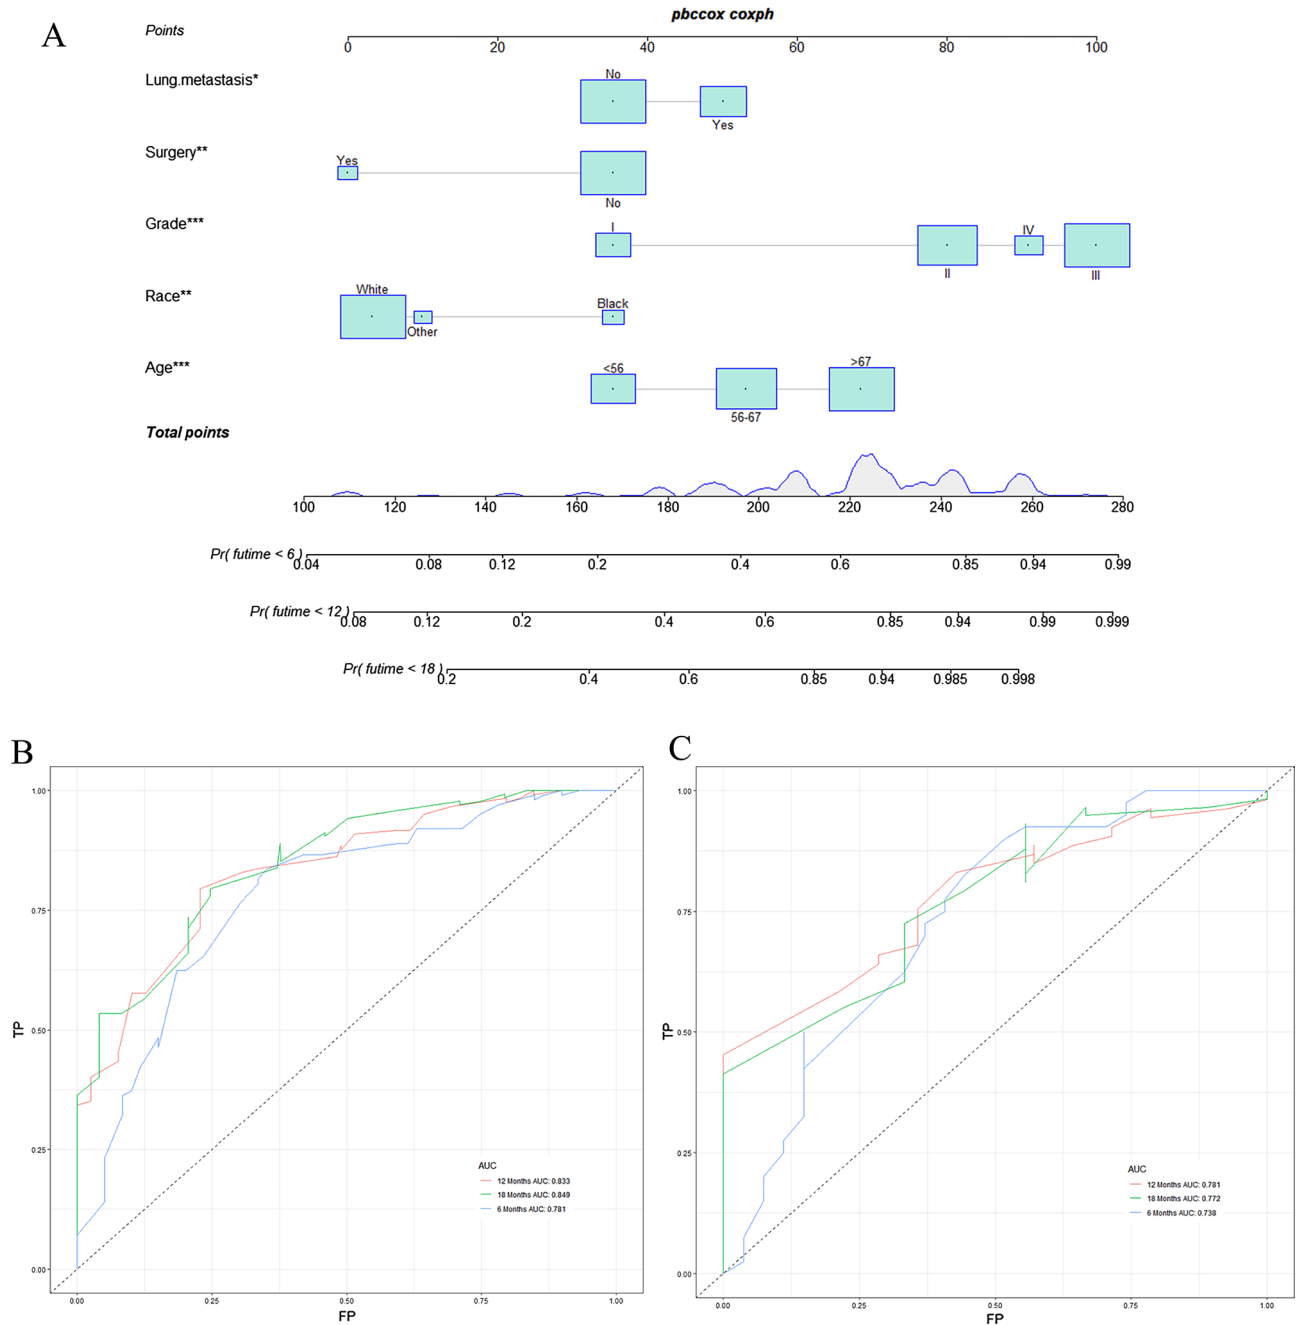 A
pbccox coxph
Points
0 20 40 60 80 100
Lung.metastasis*
No
Yes
Surgery**
Yes
No
Grade***
I
IV
II
III
Race**
White
Black
Other
Age***
<56
>67
56-67
Total points
100 120 140 160 180 200 220 240 260 280
Pr( futime < 6 )
0.04 0.08 0.12 0.2 0.4 0.6 0.85 0.94 0.99
Pr( futime < 12 )
0.08 0.12 0.2 0.4 0.6 0.85 0.94 0.99 0.999
Pr( futime < 18 )
0.2 0.4 0.6 0.85 0.94 0.985 0.998
B
1.00
0.75
0.50
0.25
0.00
TP
AUC
12 Months AUC: 0.833
18 Months AUC: 0.849
6 Months AUC: 0.781
0.00 0.25 0.50 0.75 1.00
FP
C
1.00
0.75
0.50
0.25
0.00
TP
AUC
12 Months AUC: 0.781
18 Months AUC: 0.772
6 Months AUC: 0.738
0.00 0.25 0.50 0.75 1.00
FP